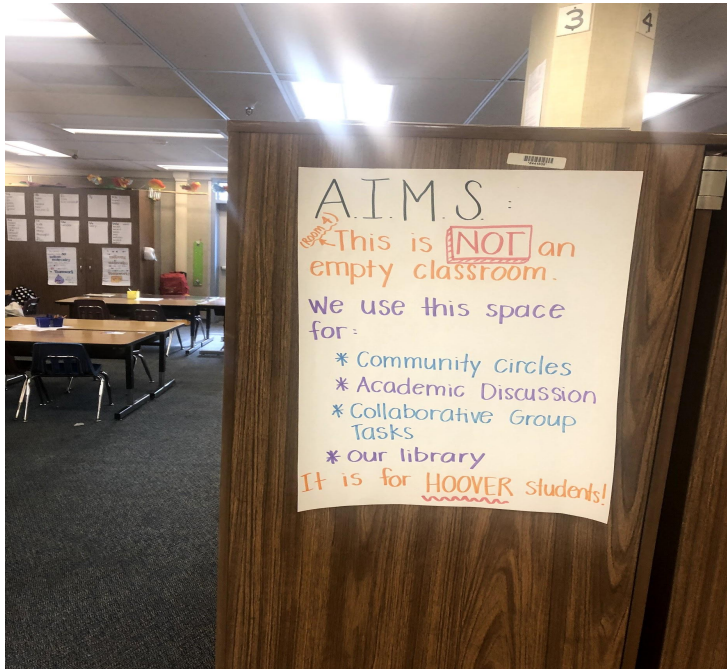 3
4
A.I.M.S.:
(Room 4)
This is NOT an
empty classroom.
We use this space
for:
* Community Circles
* Academic Discussion
* Collaborative Group
Tasks
* Our library
It is for HOOVER students!